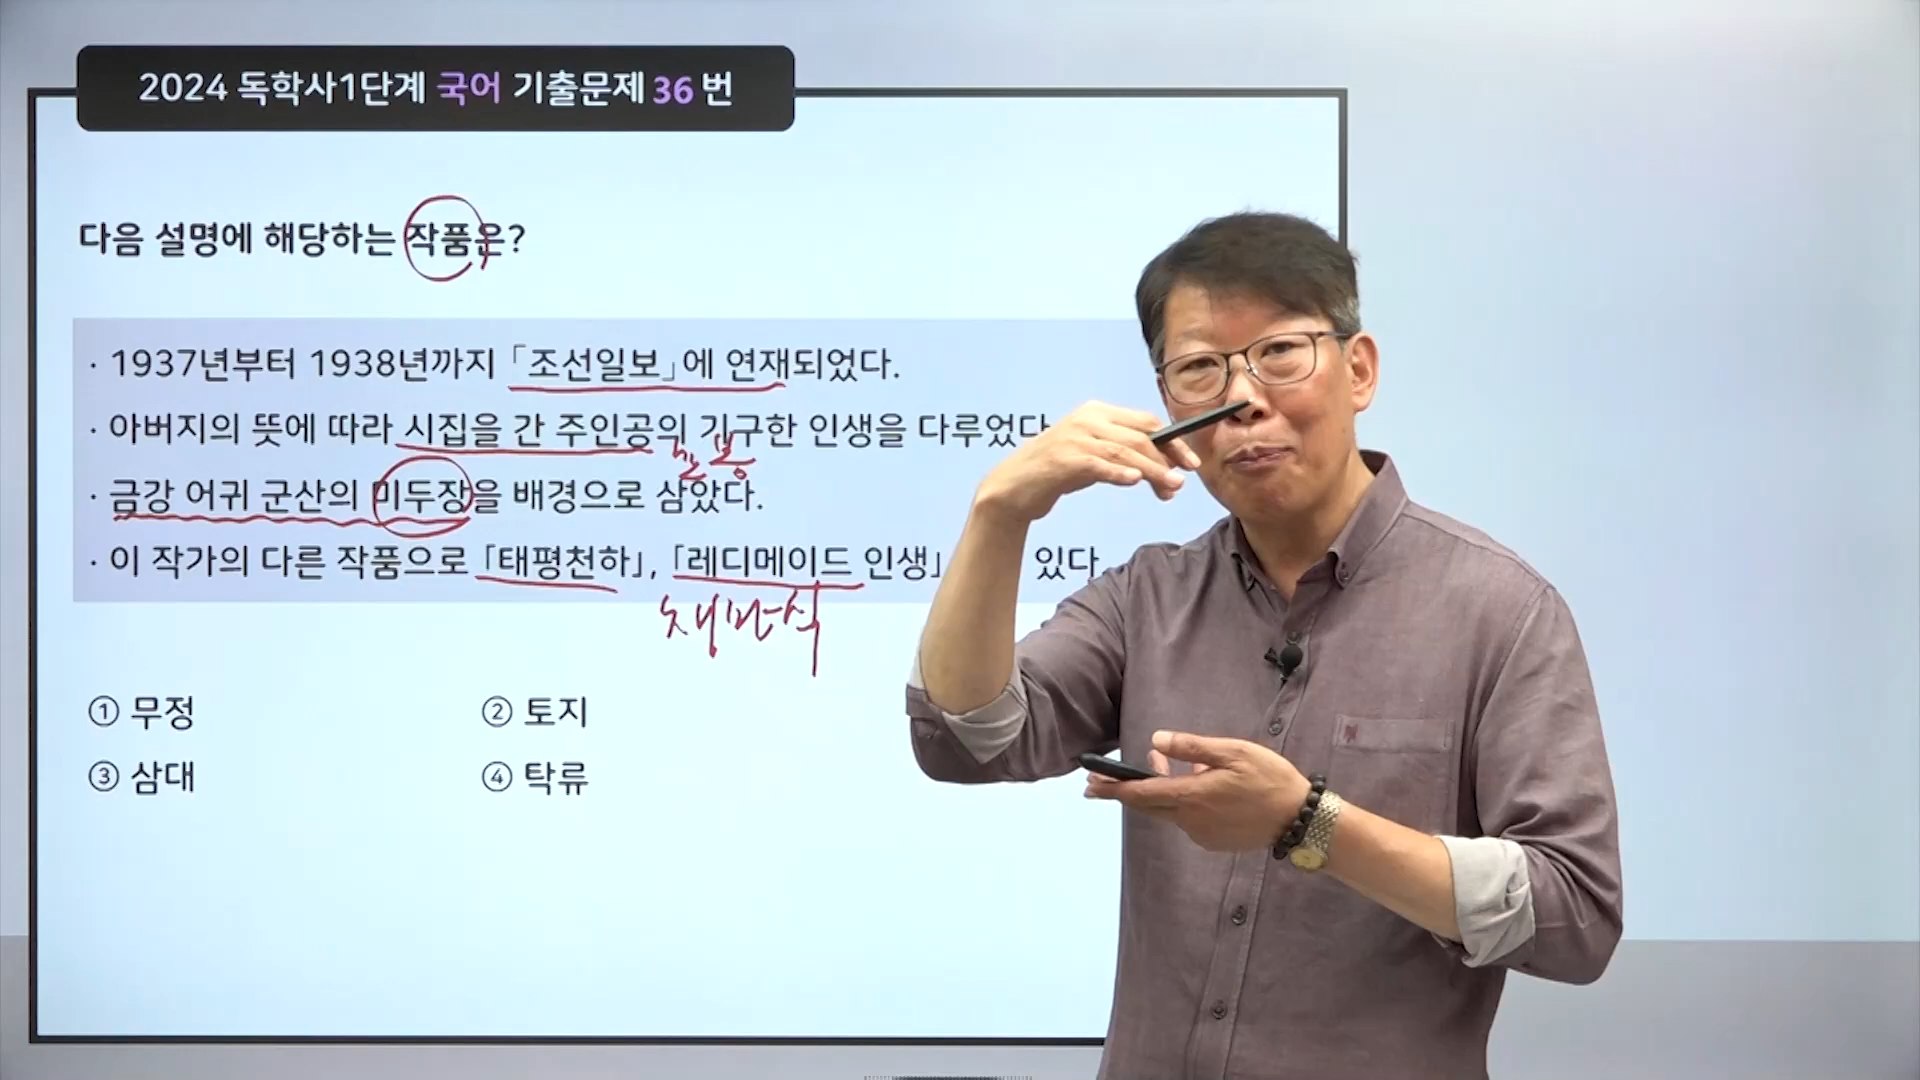 2024 독학사1단계 국어 기출문제 36 번
다음 설명에 해당하는 작품은?
· 1937년부터 1938년까지 「조선일보」에 연재되었다.
· 아버지의 뜻에 따라 시집을 간 주인공의 기구한 인생을 다루었다
· 금강 어귀 군산의 미두장을 배경으로 삼았다.
· 이 작가의 다른 작품으로 「태평천하」, 「레디메이드 인생」 있다.
채만식
① 무정 ② 토지
③ 삼대 ④ 탁류